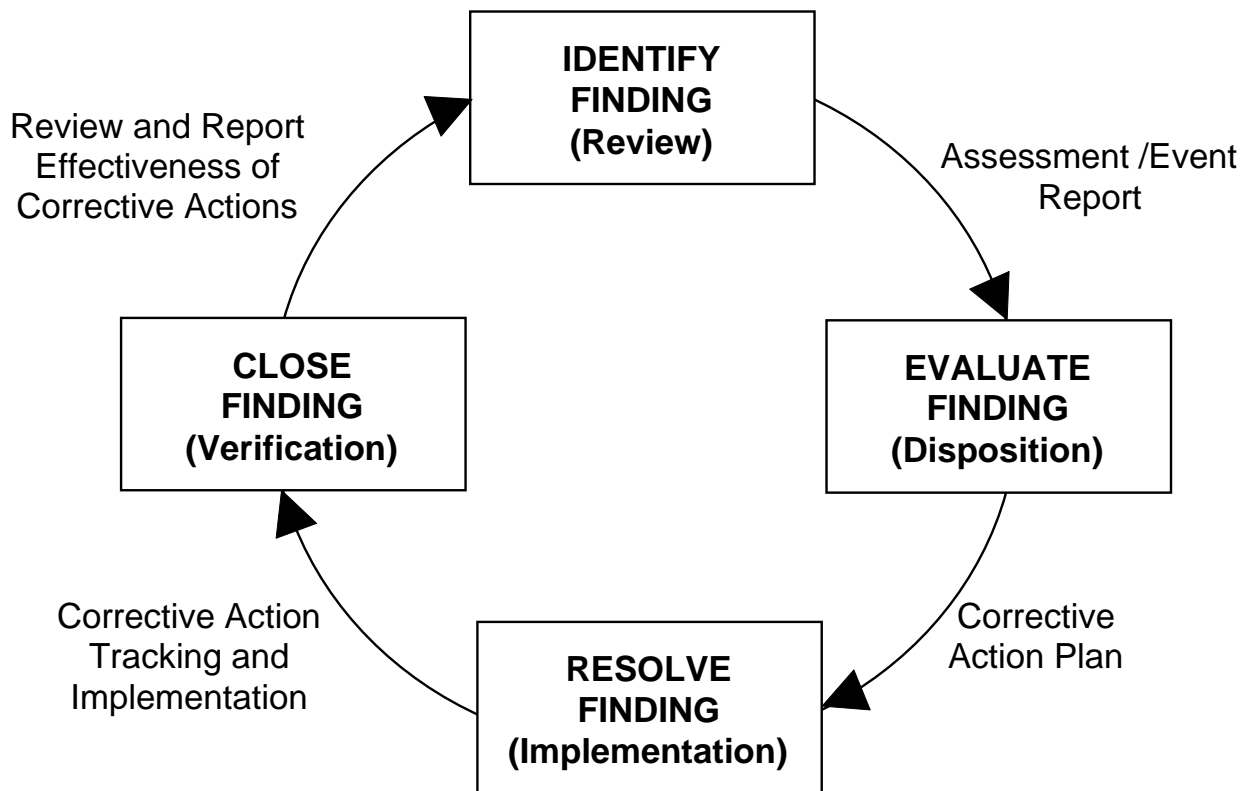 IDENTIFY
FINDING
(Review)
Assessment /Event
Report
EVALUATE
FINDING
(Disposition)
Corrective
Action Plan
RESOLVE
FINDING
(Implementation)
Corrective Action
Tracking and
Implementation
CLOSE
FINDING
(Verification)
Review and Report
Effectiveness of
Corrective Actions